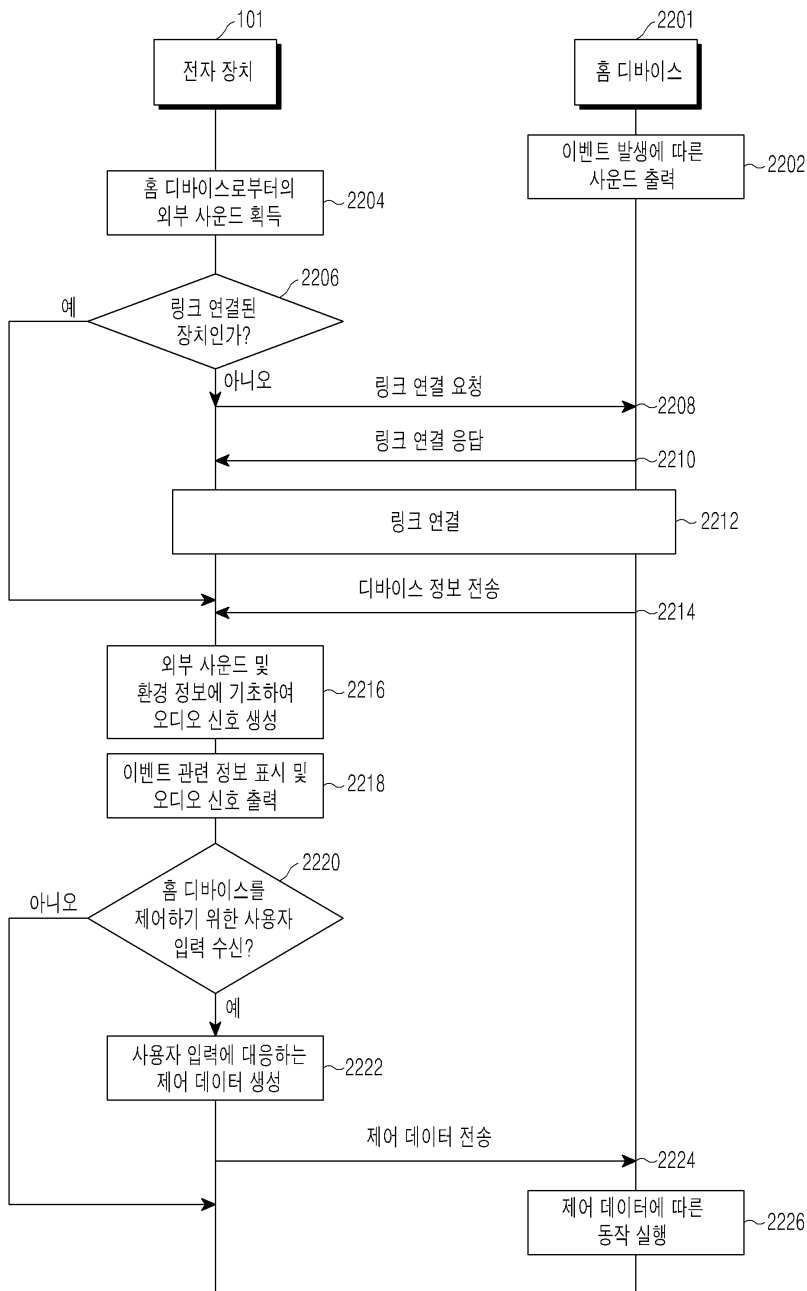 101
전자 장치
2201
홈 디바이스
이벤트 발생에 따른
사운드 출력
2202
홈 디바이스로부터의
외부 사운드 획득
2204
2206
링크 연결된
장치인가?
예
아니오
링크 연결 요청
2208
링크 연결 응답
2210
링크 연결
2212
디바이스 정보 전송
2214
외부 사운드 및
환경 정보에 기초하여
오디오 신호 생성
2216
이벤트 관련 정보 표시 및
오디오 신호 출력
2218
2220
홈 디바이스를
제어하기 위한 사용자
입력 수신?
아니오
예
사용자 입력에 대응하는
제어 데이터 생성
2222
제어 데이터 전송
2224
제어 데이터에 따른
동작 실행
2226